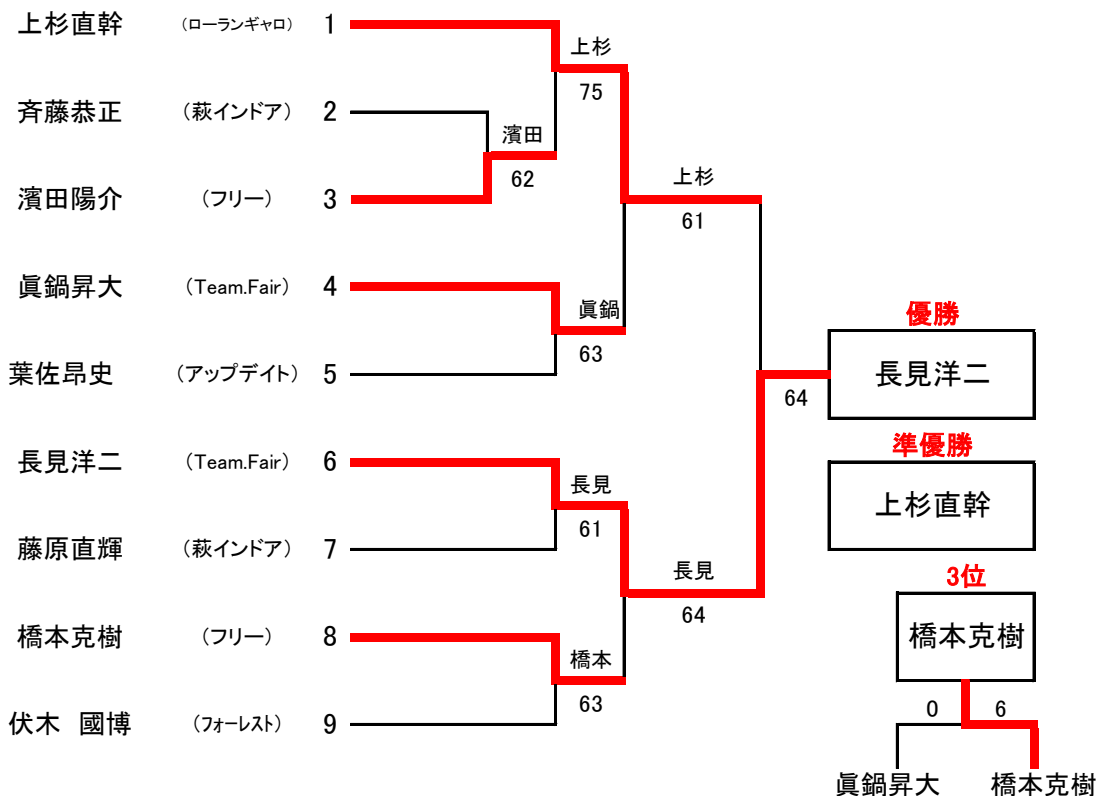 上杉直幹 (ローランギャロ) 1
上杉
75
斉藤恭正 (萩インドア) 2
濱田
62
濱田陽介 (フリー) 3
上杉
61
眞鍋昇大 (Team.Fair) 4
眞鍋
63
葉佐昂史 (アップデイト) 5
優勝
長見洋二
64
長見洋二 (Team.Fair) 6
長見
61
準優勝
上杉直幹
藤原直輝 (萩インドア) 7
長見
64
橋本克樹 (フリー) 8
橋本
63
伏木 國博 (フォーレスト) 9
3位
橋本克樹
0 6
眞鍋昇大 橋本克樹